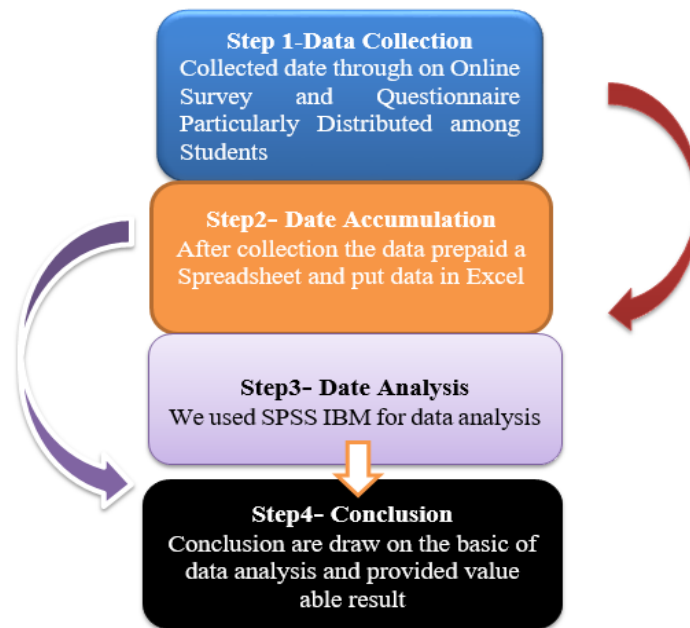 Step 1-Data Collection
Collected date through on Online
Survey and Questionnaire
Particularly Distributed among
Students
Step2- Date Accumulation
After collection the data prepaid a
Spreadsheet and put data in Excel
Step3- Date Analysis
We used SPSS IBM for data analysis
Step4- Conclusion
Conclusion are draw on the basic of
data analysis and provided value
able result